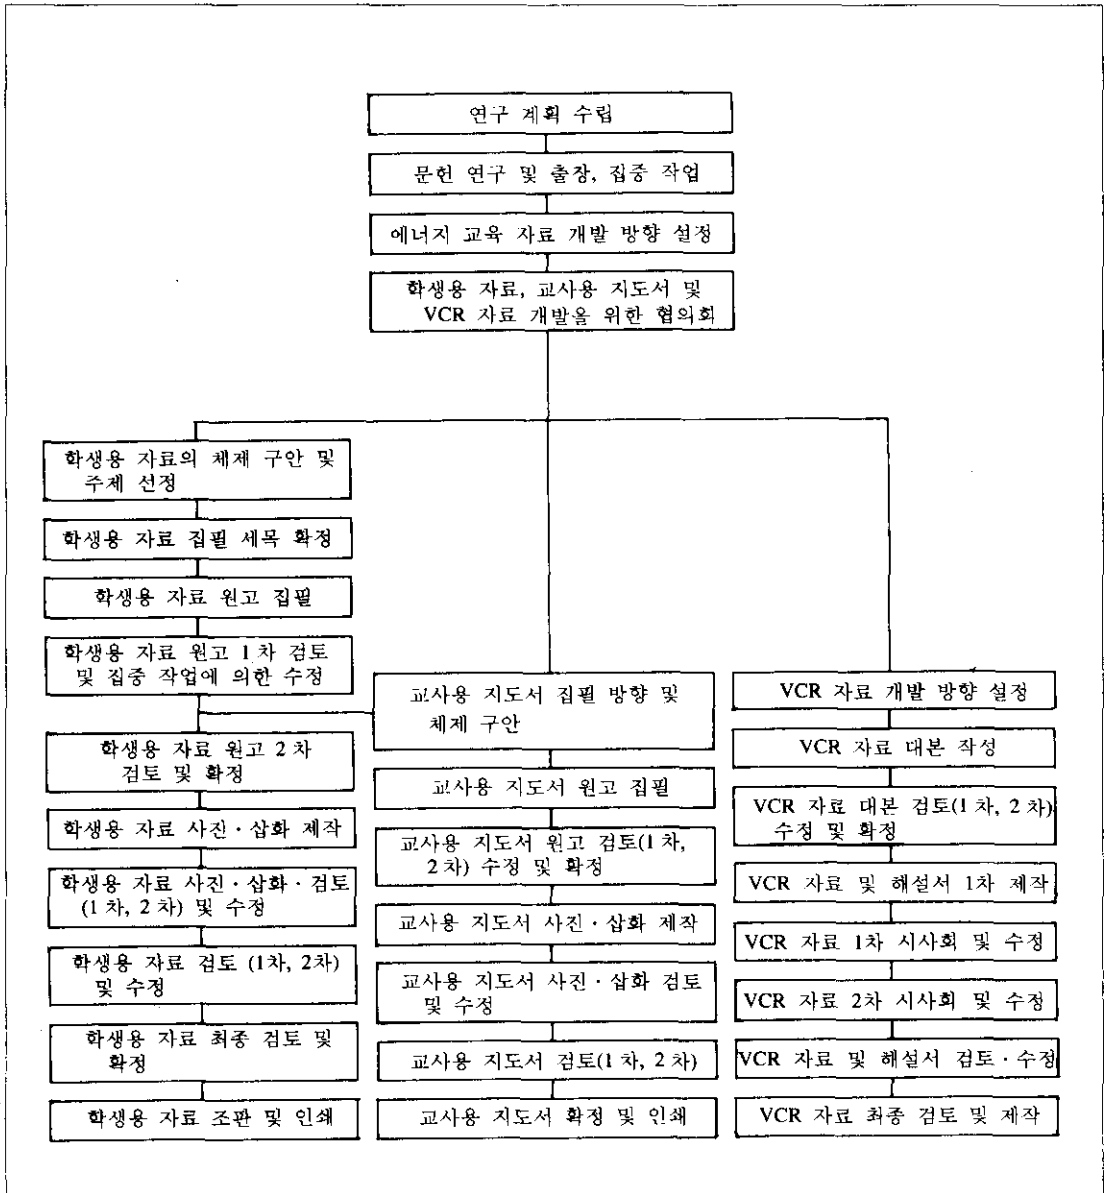 연구 계획 수립
문헌 연구 및 출장, 집중 작업
에너지 교육 자료 개발 방향 설정
학생용 자료, 교사용 지도서 및
VCR 자료 개발을 위한 협의회
학생용 자료의 체제 구안 및
주제 선정
학생용 자료 집필 세목 확정
학생용 자료 원고 집필
학생용 자료 원고 1차 검토
및 집중 작업에 의한 수정
학생용 자료 원고 2차
검토 및 확정
학생용 자료 사진·삽화 제작
학생용 자료 사진·삽화·검토
(1차, 2차) 및 수정
학생용 자료 검토 (1차, 2차)
및 수정
학생용 자료 최종 검토 및
확정
학생용 자료 조판 및 인쇄
교사용 지도서 집필 방향 및
체제 구안
교사용 지도서 원고 집필
교사용 지도서 원고 검토(1차,
2차) 수정 및 확정
교사용 지도서 사진·삽화 제작
교사용 지도서 사진·삽화 검토
및 수정
교사용 지도서 검토(1차, 2차)
교사용 지도서 확정 및 인쇄
VCR 자료 개발 방향 설정
VCR 자료 대본 작성
VCR 자료 대본 검토(1차, 2차)
수정 및 확정
VCR 자료 및 해설서 1차 제작
VCR 자료 1차 시사회 및 수정
VCR 자료 2차 시사회 및 수정
VCR 자료 및 해설서 검토·수정
VCR 자료 최종 검토 및 제작